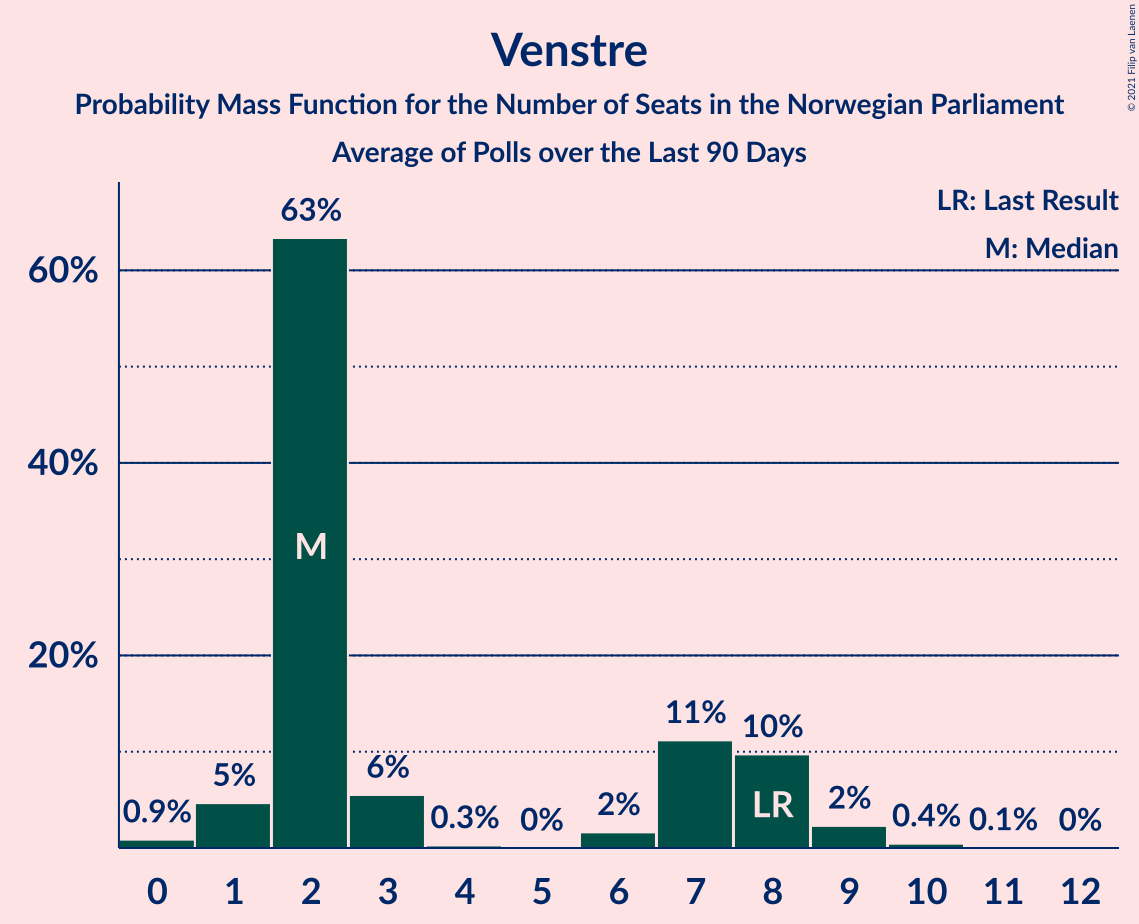 Venstre
Probability Mass Function for the Number of Seats in the Norwegian Parliament
Average of Polls over the Last 90 Days
© 2021 Filip van Laenen
LR: Last Result
M: Median
60%
40%
20%
0.9%
5%
63%
6%
0.3%
0%
2%
11%
10%
2%
0.4%
0.1%
0%
M
LR
0 1 2 3 4 5 6 7 8 9 10 11 12